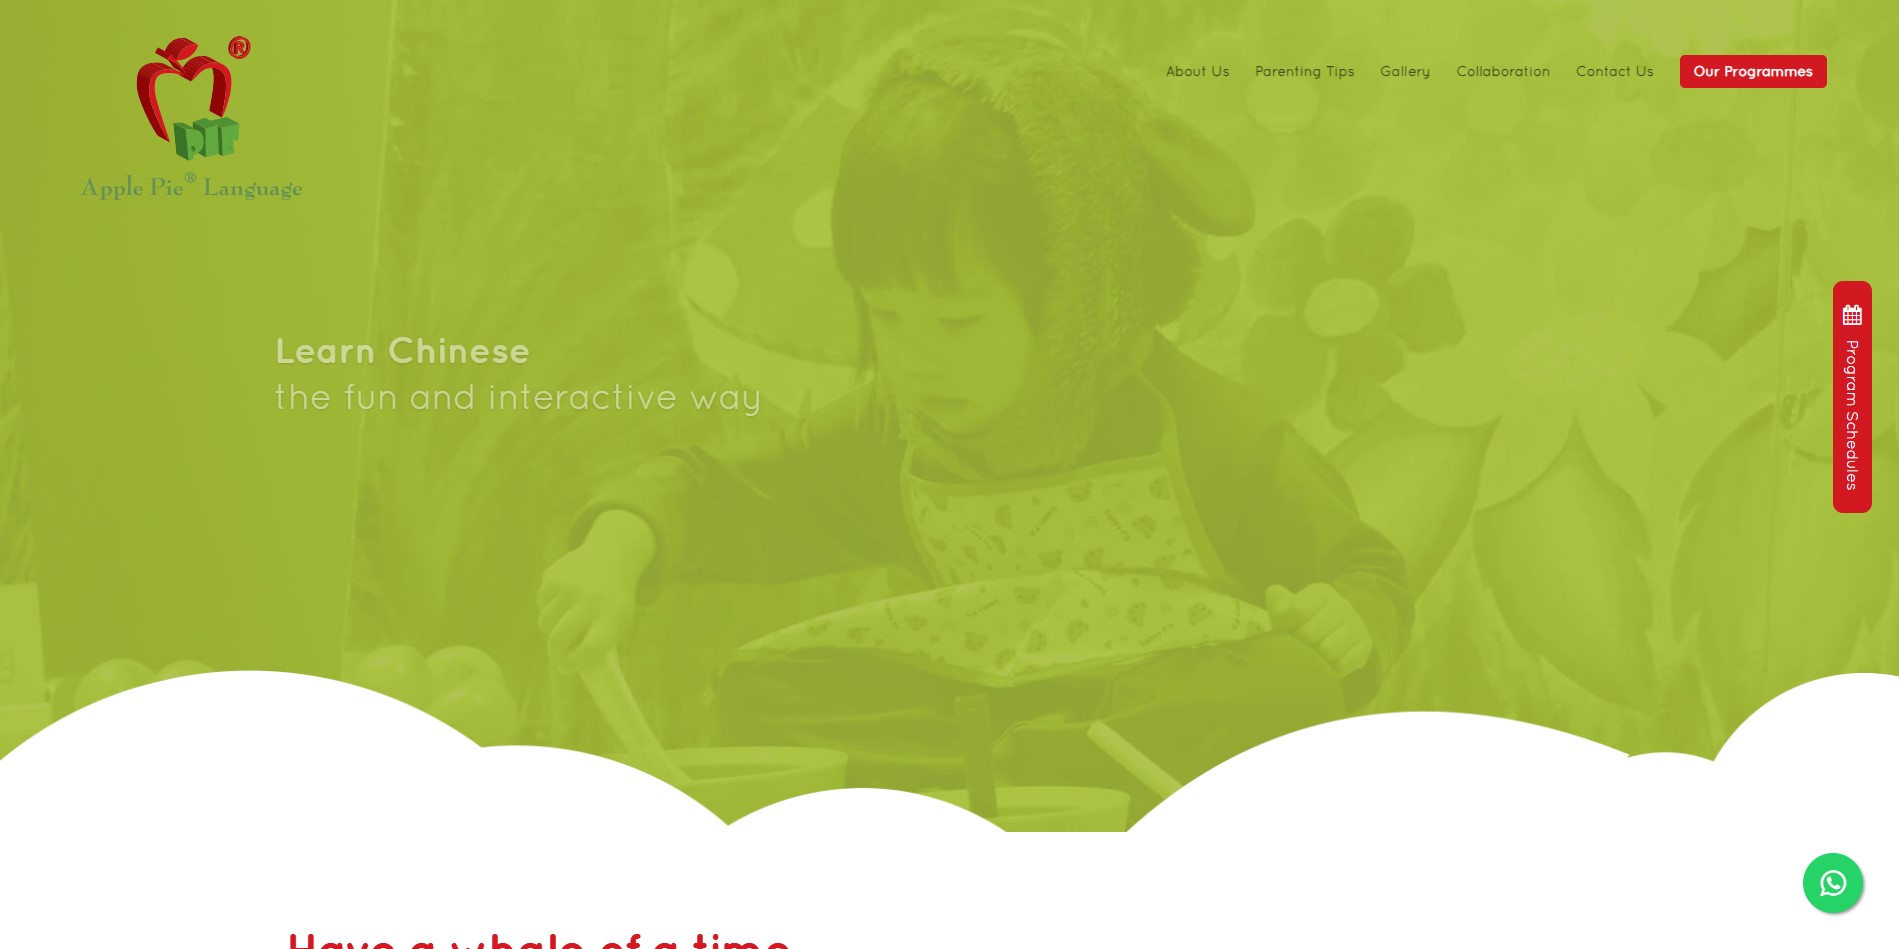 ®
PIE
Apple Pie® Language
About Us
Parenting Tips
Gallery
Collaboration
Contact Us
Our Programmes
Learn Chinese
the fun and interactive way
Program Schedules
Have a whale of a time